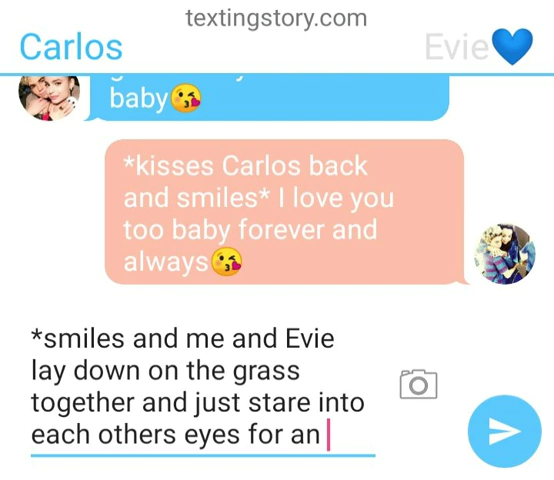 textingstory.com
Carlos
Evie💙
baby😘
*kisses Carlos back
and smiles* I love you
too baby forever and
always😘
*smiles and me and Evie
lay down on the grass
together and just stare into
each others eyes for an